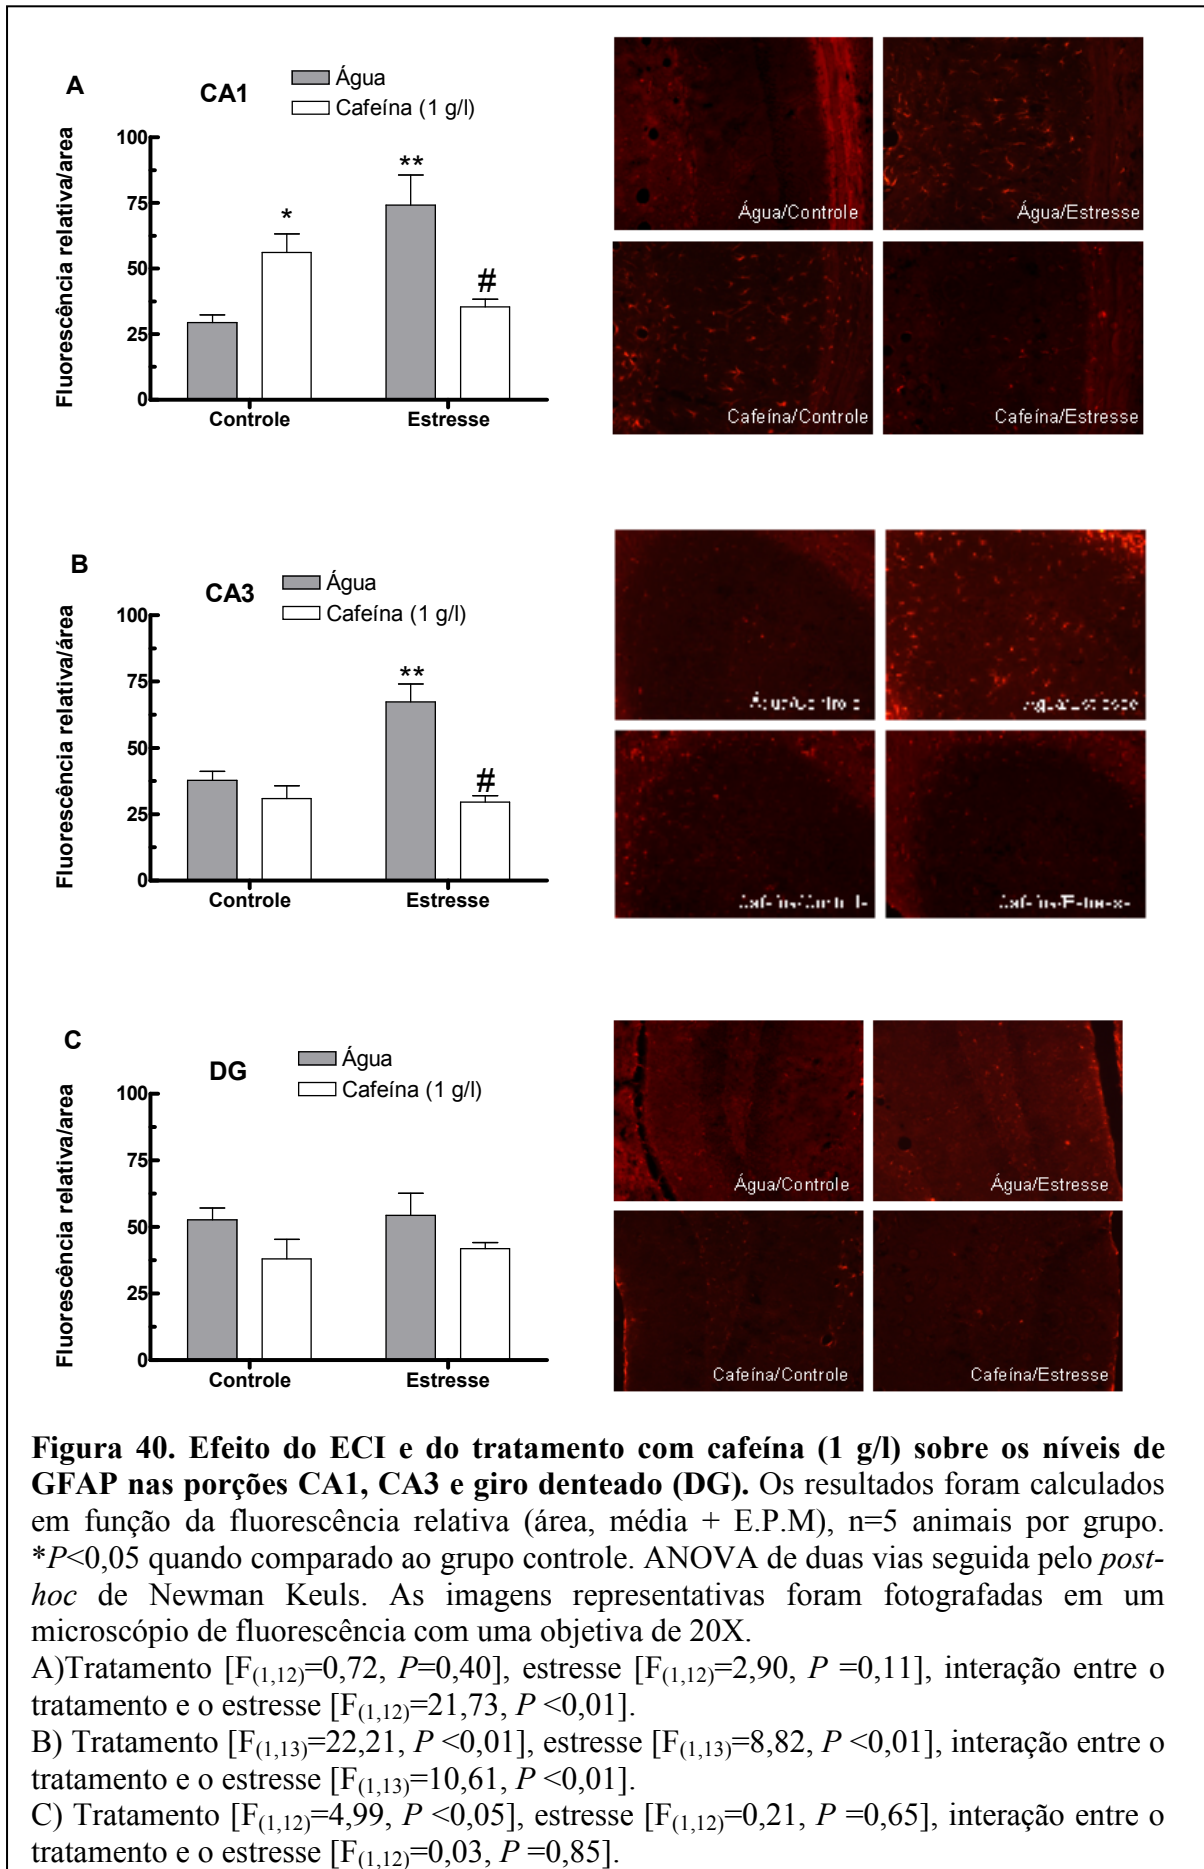 A
CA1
Água
Cafeína (1 g/l)
Fluorescência relativa/area
100
75
50
25
0
*
**
#
Controle
Estresse
Água/Controle
Água/Estresse
Cafeína/Controle
Cafeína/Estresse
B
CA3
Água
Cafeína (1 g/l)
Fluorescência relativa/área
100
75
50
25
0
**
#
Controle
Estresse
C
DG
Água
Cafeína (1 g/l)
Fluorescência relativa/area
100
75
50
25
0
Controle
Estresse
Água/Controle
Água/Estresse
Cafeína/Controle
Cafeína/Estresse
Figura 40. Efeito do ECI e do tratamento com cafeína (1 g/l) sobre os níveis de
GFAP nas porções CA1, CA3 e giro denteado (DG). Os resultados foram calculados
em função da fluorescência relativa (área, média + E.P.M), n=5 animais por grupo.
*P<0,05 quando comparado ao grupo controle. ANOVA de duas vias seguida pelo post-
hoc de Newman Keuls. As imagens representativas foram fotografadas em um
microscópio de fluorescência com uma objetiva de 20X.
A)Tratamento [F(1,12)=0,72, P=0,40], estresse [F(1,12)=2,90, P =0,11], interação entre o
tratamento e o estresse [F(1,12)=21,73, P <0,01].
B) Tratamento [F(1,13)=22,21, P <0,01], estresse [F(1,13)=8,82, P <0,01], interação entre o
tratamento e o estresse [F(1,13)=10,61, P <0,01].
C) Tratamento [F(1,12)=4,99, P <0,05], estresse [F(1,12)=0,21, P =0,65], interação entre o
tratamento e o estresse [F(1,12)=0,03, P =0,85].